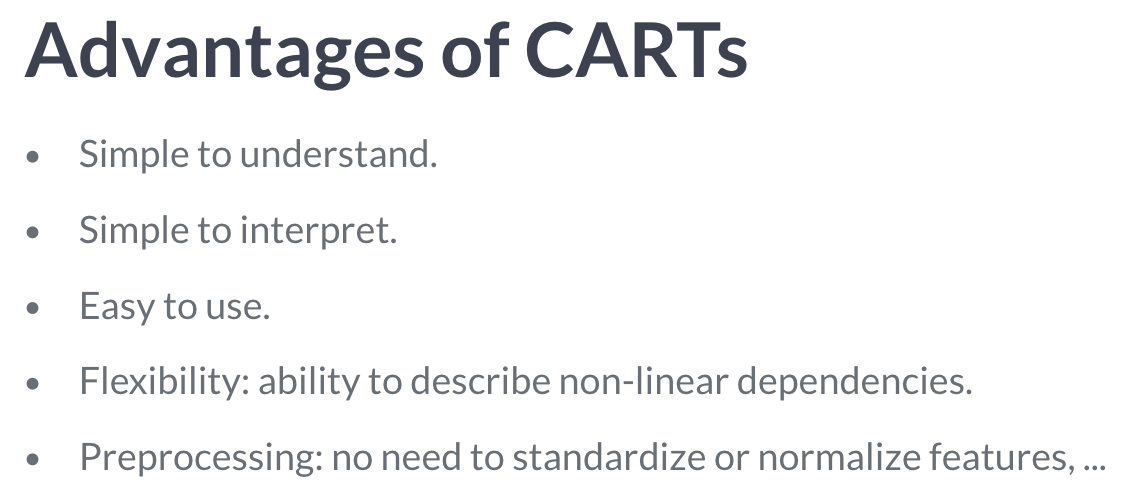 Advantages of CARTs
• Simple to understand.
• Simple to interpret.
• Easy to use.
• Flexibility: ability to describe non-linear dependencies.
• Preprocessing: no need to standardize or normalize features, ...